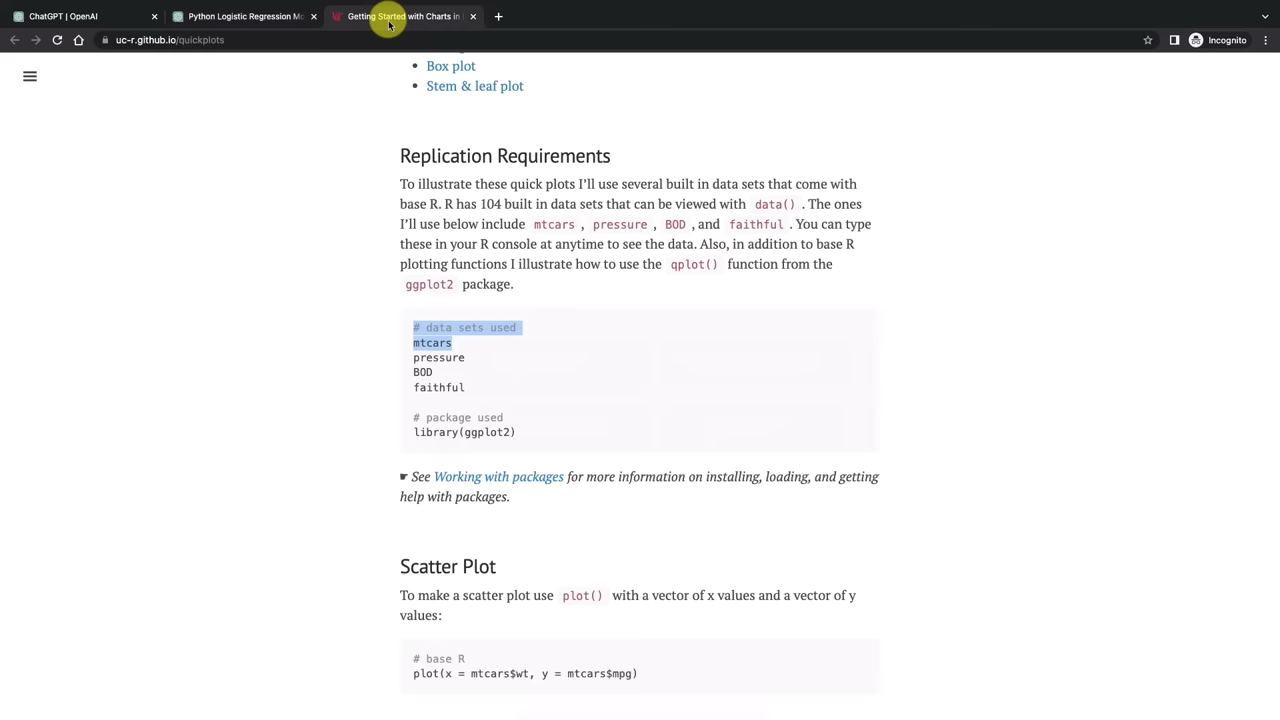 ChatGPT | OpenAI
Python Logistic Regression Mo
Getting Started with Charts in
uc-r.github.io/quickplots
Incognito
Box plot
Stem & leaf plot
Replication Requirements
To illustrate these quick plots I'll use several built in data sets that come with
base R. R has 104 built in data sets that can be viewed with data() . The ones
I'll use below include mtcars , pressure , BOD , and faithful . You can type
these in your R console at anytime to see the data. Also, in addition to base R
plotting functions I illustrate how to use the qplot() function from the
ggplot2 package.
# data sets used
mtcars
pressure
BOD
faithful
# package used
library(ggplot2)
☛ See Working with packages for more information on installing, loading, and getting
help with packages.
Scatter Plot
To make a scatter plot use plot() with a vector of x values and a vector of y
values:
# base R
plot(x = mtcars$wt, y = mtcars$mpg)